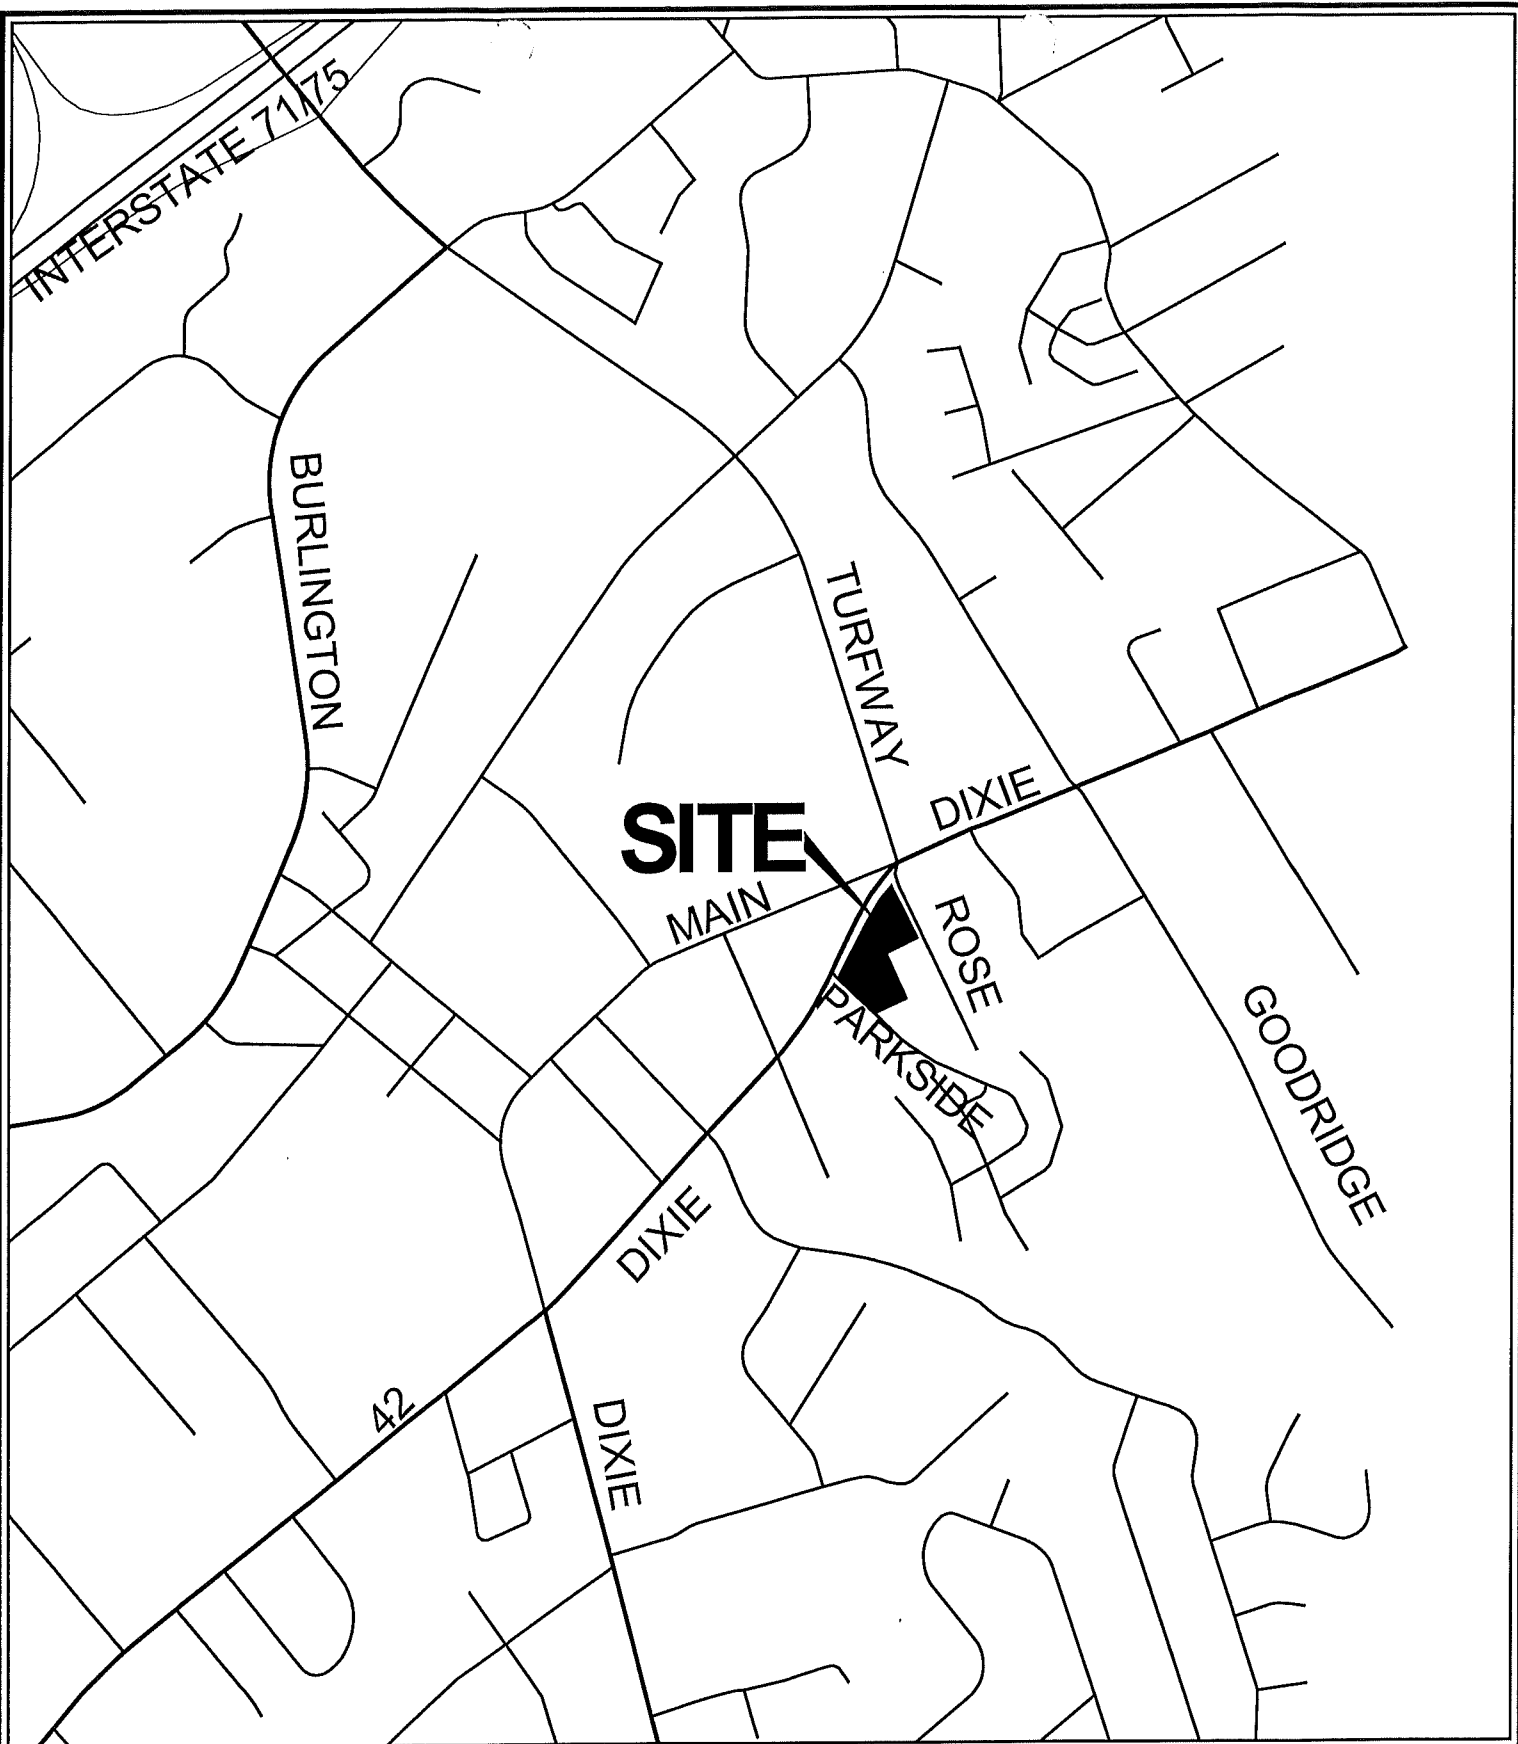 INTERSTATE 71/75
BURLINGTON
TURFWAY
DIXIE
SITE
MAIN
ROSE
PARKSIDE
GOODRIDGE
DIXIE
42
DIXIE